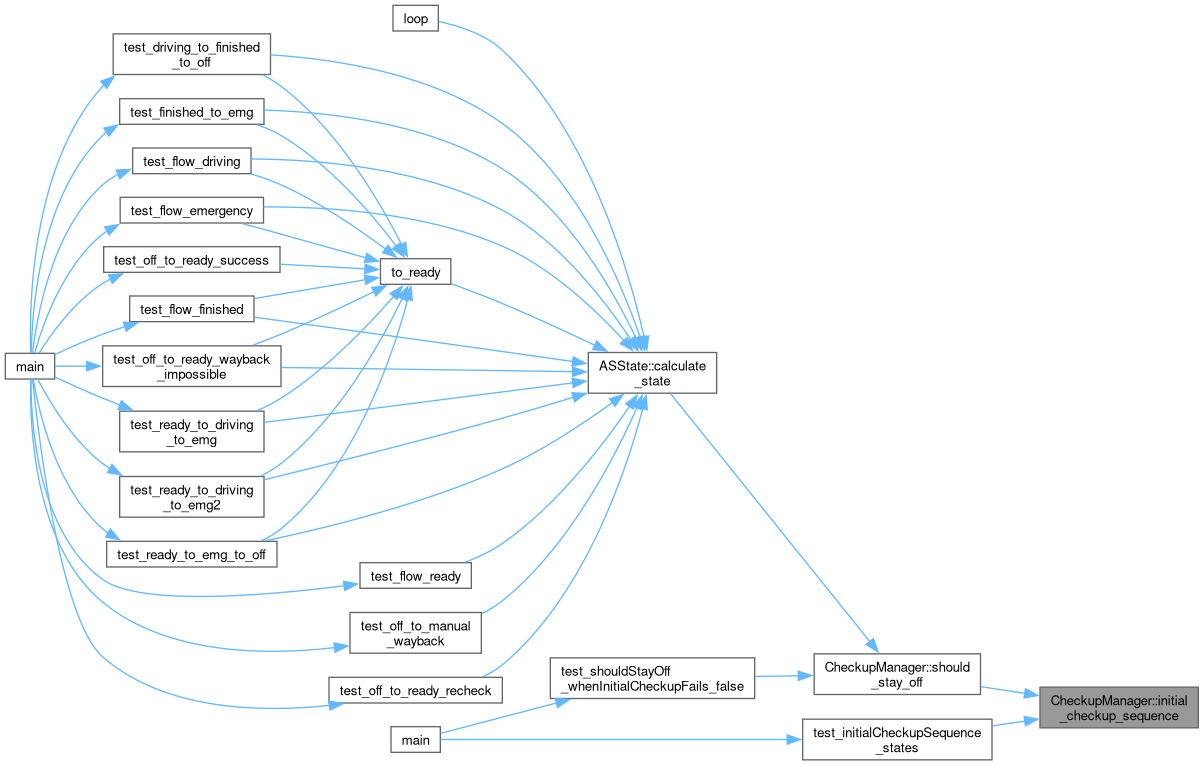 loop
test_driving_to_finished
_to_off
test_finished_to_emg
test_flow_driving
test_flow_emergency
test_off_to_ready_success
to_ready
test_flow_finished
main
test_off_to_ready_wayback
_impossible
ASState::calculate
_state
test_ready_to_driving
_to_emg
test_ready_to_driving
_to_emg2
test_ready_to_emg_to_off
test_flow_ready
test_off_to_manual
_wayback
test_off_to_ready_recheck
test_shouldStayOff
_whenInitialCheckupFails_false
CheckupManager::should
_stay_off
CheckupManager::initial
_checkup_sequence
main
test_initialCheckupSequence
_states